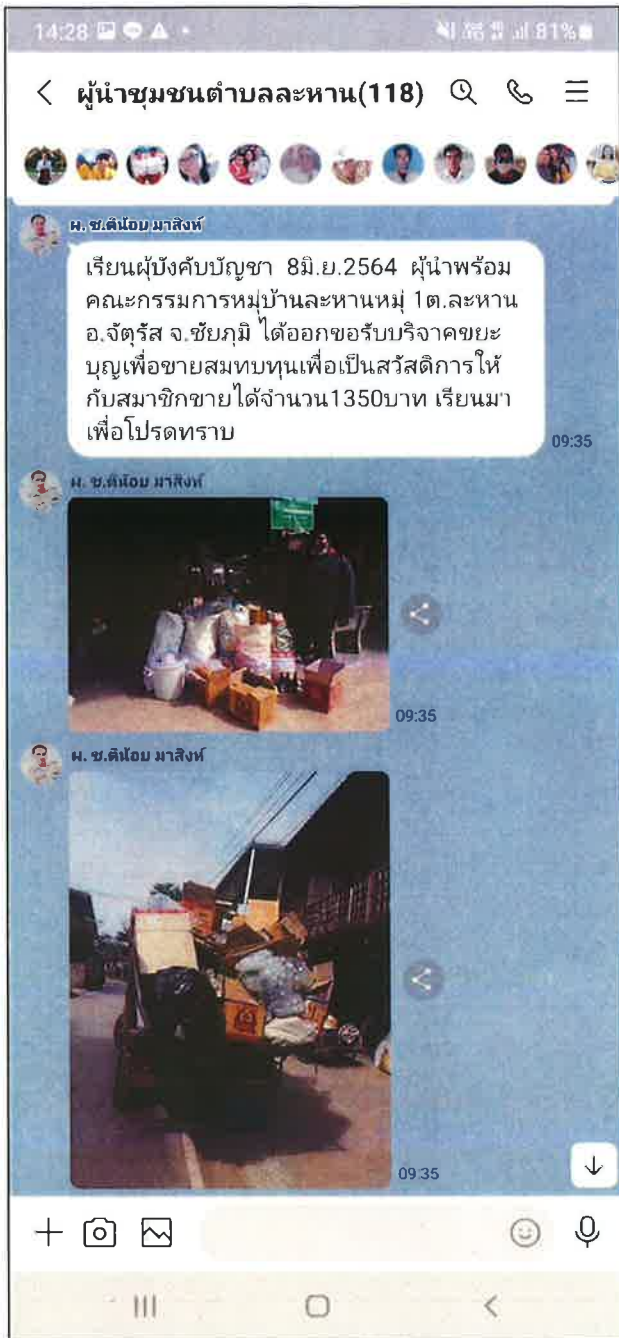 14:28
81%
ผู้นำชุมชนตำบลละหาน(118)
ผ. ช.ติน้อบ มาสิงห์
เรียนผุ้บังคับบัญชา 8มิ.ย.2564 ผู้นำพร้อม
คณะกรรมการหมู่บ้านละหานหมู่ 1ต.ละหาน
อ.จัตุรัส จ.ชัยภุมิ ได้ออกขอรับบริจาคขยะ
บุญเพื่อขายสมทบทุนเพื่อเป็นสวัสดิการให้
กับสมาชิกขายได้จำนวน1350บาท เรียนมา
เพื่อโปรดทราบ
09:35
ผ. ช.ติน้อบ มาสิงห์
09:35
ผ. ช.ติน้อบ มาสิงห์
09:35